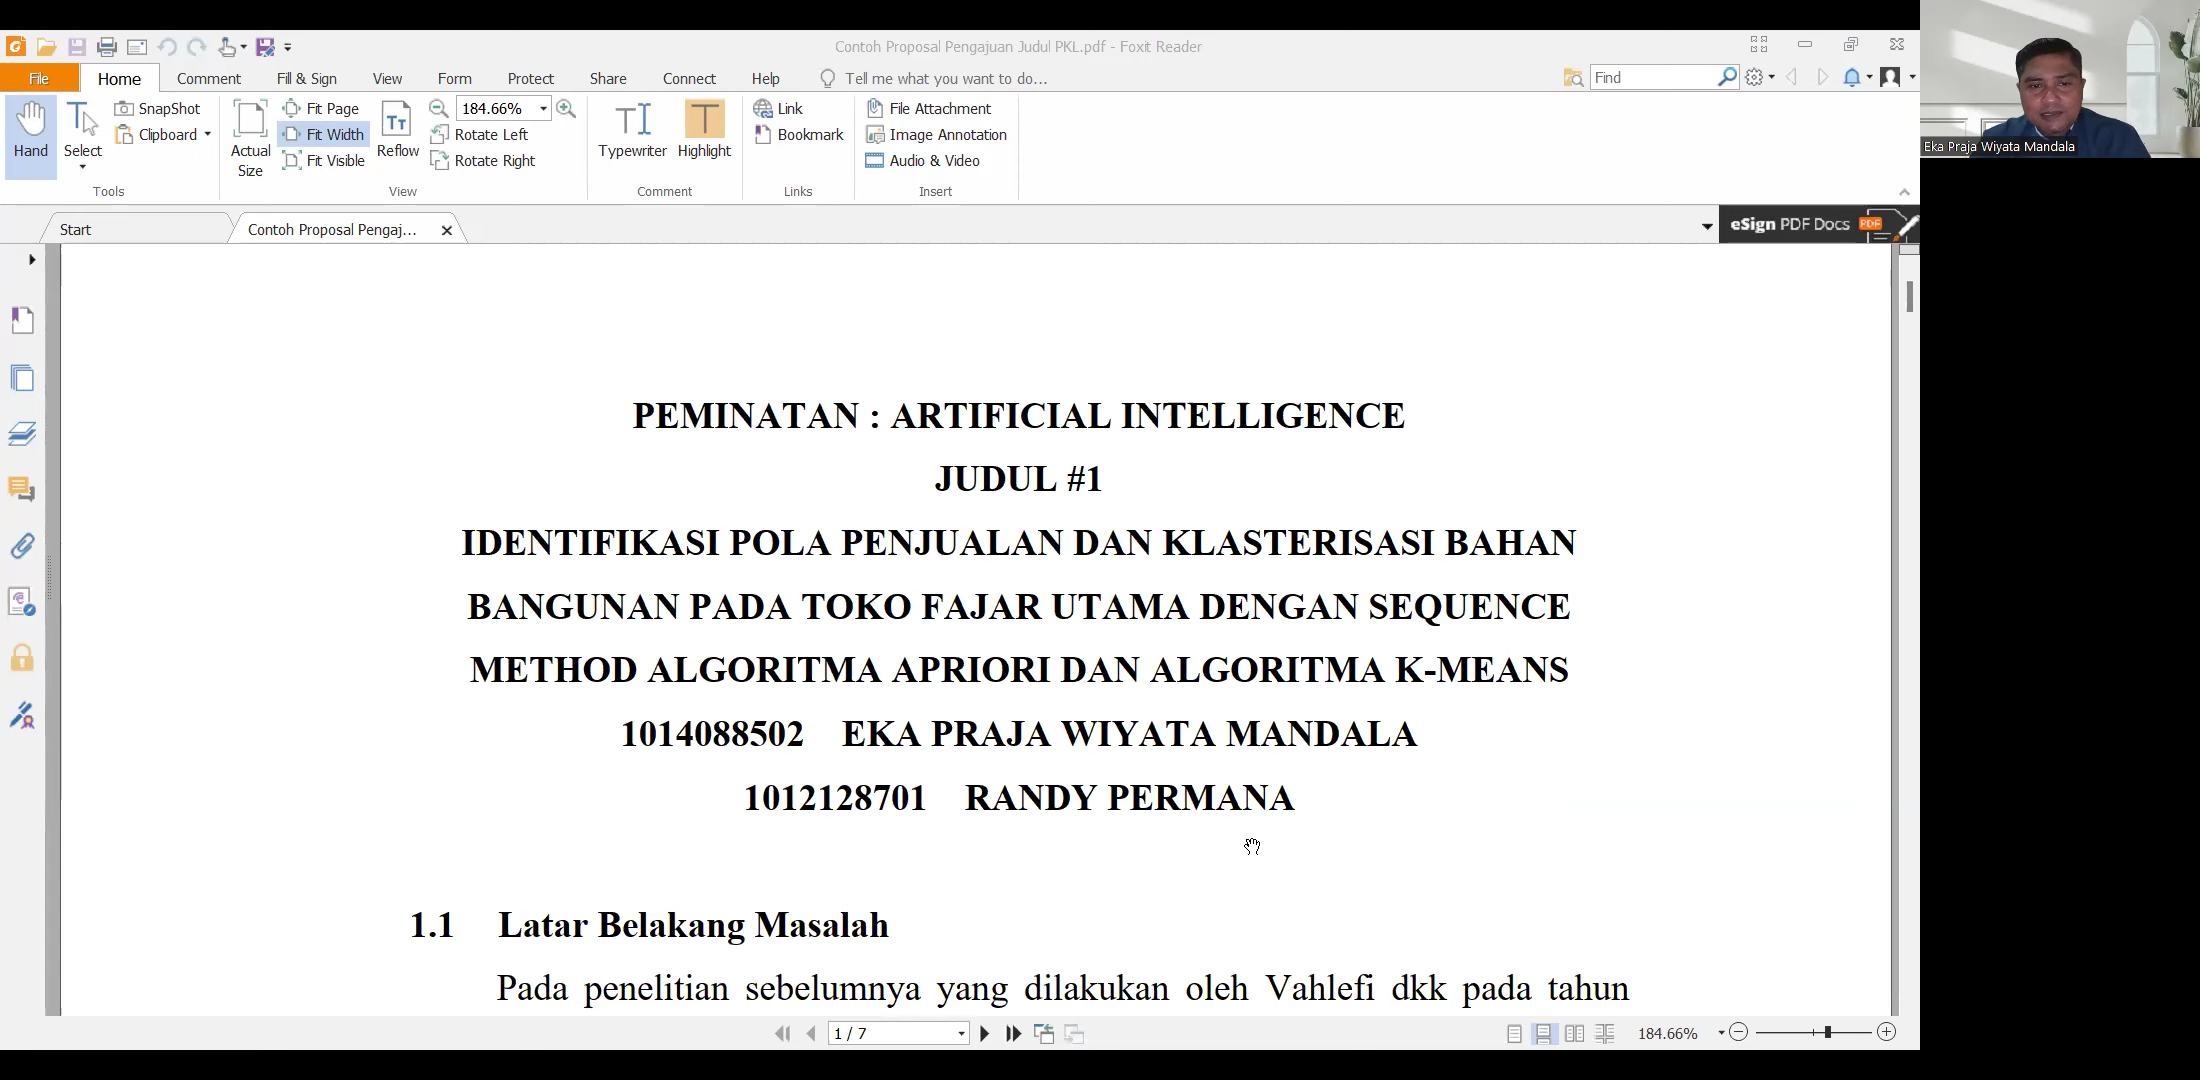 Contoh Proposal Pengajuan Judul PKL.pdf - Foxit Reader
File Home Comment Fill & Sign View Form Protect Share Connect Help Tell me what you want to do... Find
Hand
Select
SnapShot
Clipboard
Tools
Actual Size
Fit Page
Fit Width
Fit Visible
Reflow
184.66%
Rotate Left
Rotate Right
View
Typewriter
Highlight
Comment
Link
Bookmark
Links
File Attachment
Image Annotation
Audio & Video
Insert
Eka Praja Wiyata Mandala
Start
Contoh Proposal Pengaj...
eSign PDF Docs PDF
PEMINATAN : ARTIFICIAL INTELLIGENCE
JUDUL #1
IDENTIFIKASI POLA PENJUALAN DAN KLASTERISASI BAHAN
BANGUNAN PADA TOKO FAJAR UTAMA DENGAN SEQUENCE
METHOD ALGORITMA APRIORI DAN ALGORITMA K-MEANS
1014088502 EKA PRAJA WIYATA MANDALA
1012128701 RANDY PERMANA
1.1 Latar Belakang Masalah
Pada penelitian sebelumnya yang dilakukan oleh Vahlefi dkk pada tahun
1 / 7
184.66%